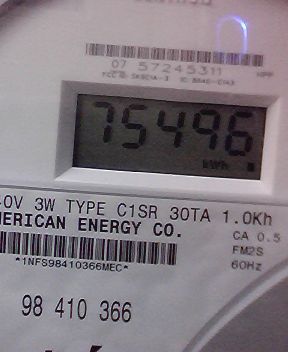 07 57245311
75496
kWh
0V 3W TYPE C1SR 30TA 1.0Kh
MERICAN ENERGY CO.
CA 0.5
FM2S
60Hz
*1NFS98410366MEC*
98 410 366